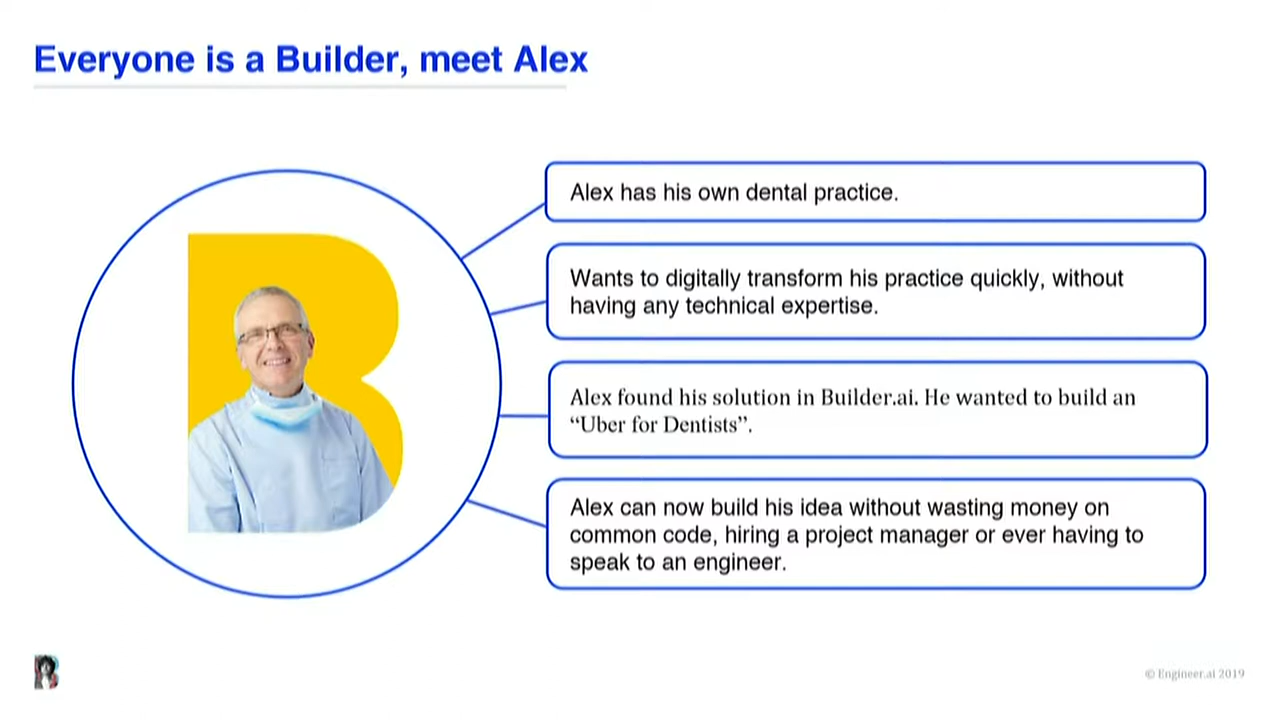 Everyone is a Builder, meet Alex
Alex has his own dental practice.
Wants to digitally transform his practice quickly, without
having any technical expertise.
Alex found his solution in Builder.ai. He wanted to build an
“Uber for Dentists”.
Alex can now build his idea without wasting money on
common code, hiring a project manager or ever having to
speak to an engineer.
B
B
© Engineer.ai 2019